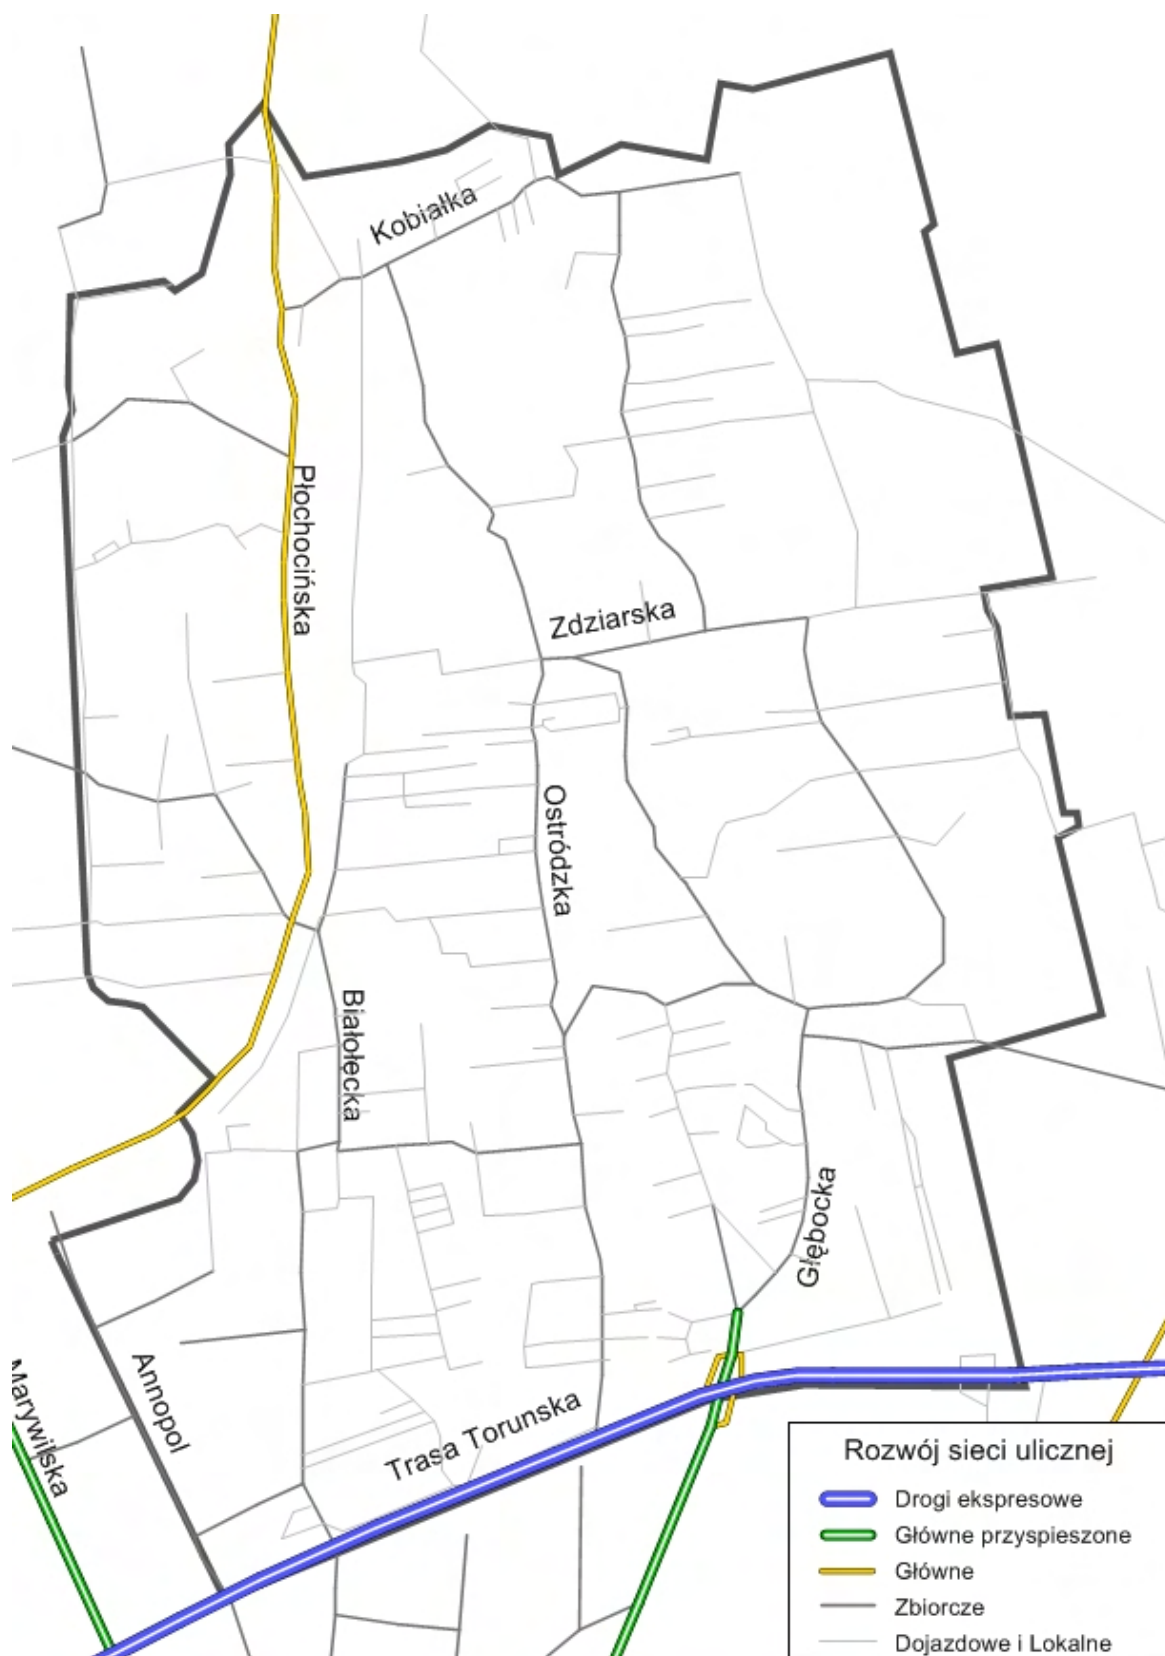 Kobiałka
Płochocińska
Zdziarska
Ostródzka
Białołecka
Głębocka
Annopol
Marywilska
Trasa Torunska
Rozwój sieci ulicznej
Drogi ekspresowe
Główne przyspieszone
Główne
Zbiorcze
Dojazdowe i Lokalne